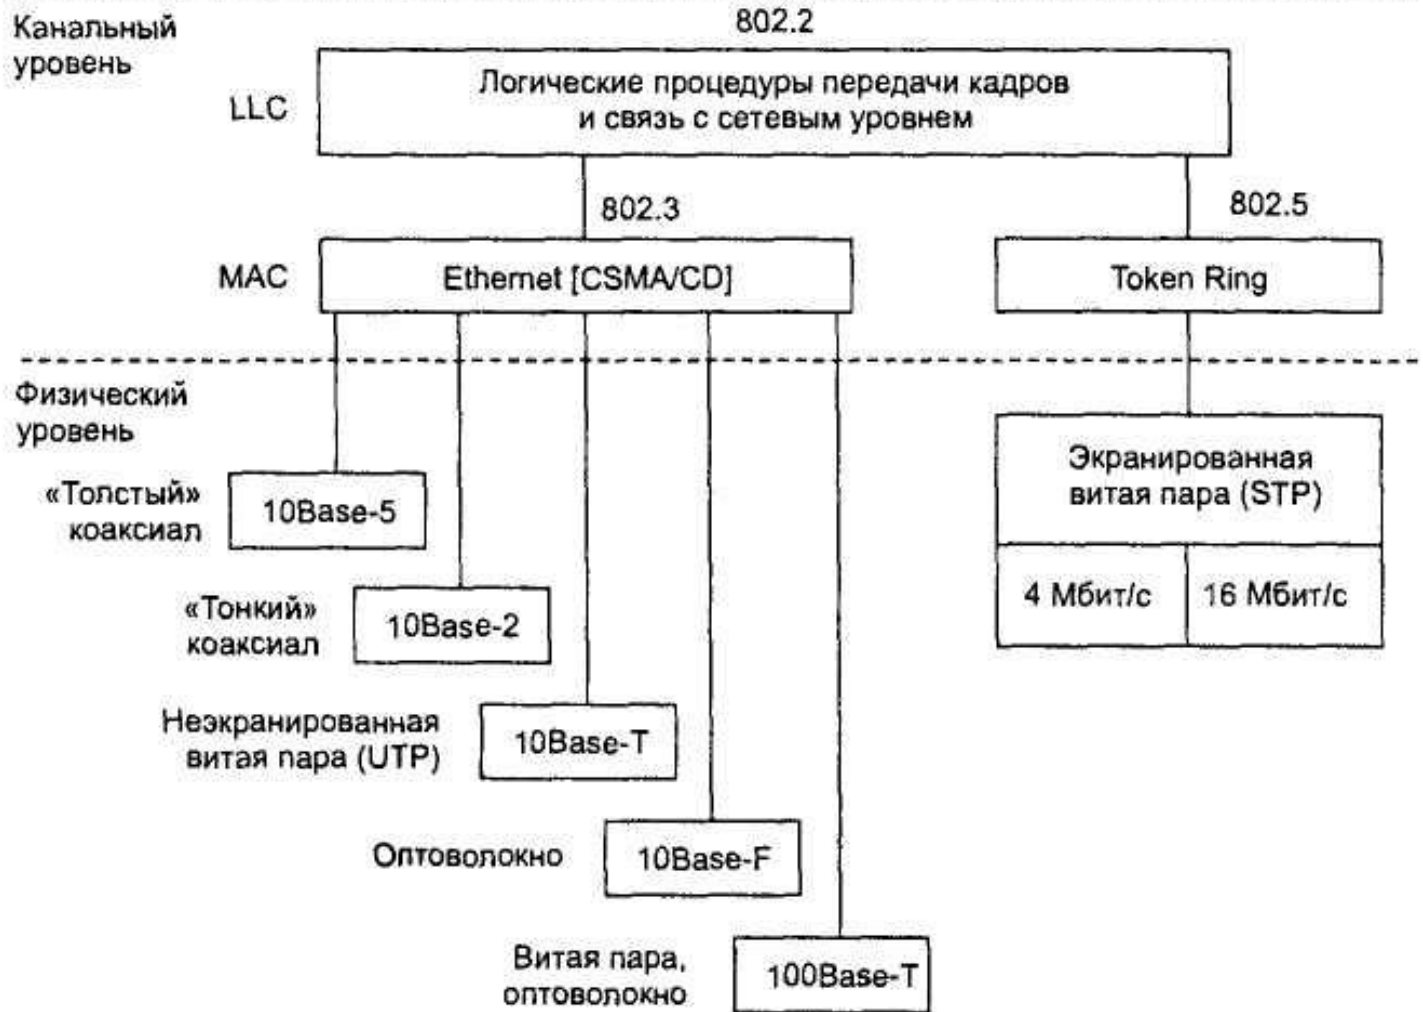 Канальный
уровень
802.2
LLC
Логические процедуры передачи кадров
и связь с сетевым уровнем
802.3
802.5
MAC
Ethernet [CSMA/CD]
Token Ring
Физический
уровень
«Толстый»
коаксиал
10Base-5
Экранированная
витая пара (STP)
4 Мбит/с
16 Мбит/с
«Тонкий»
коаксиал
10Base-2
Неэкранированная
витая пара (UTP)
10Base-T
Оптоволокно
10Base-F
Витая пара,
оптоволокно
100Base-T